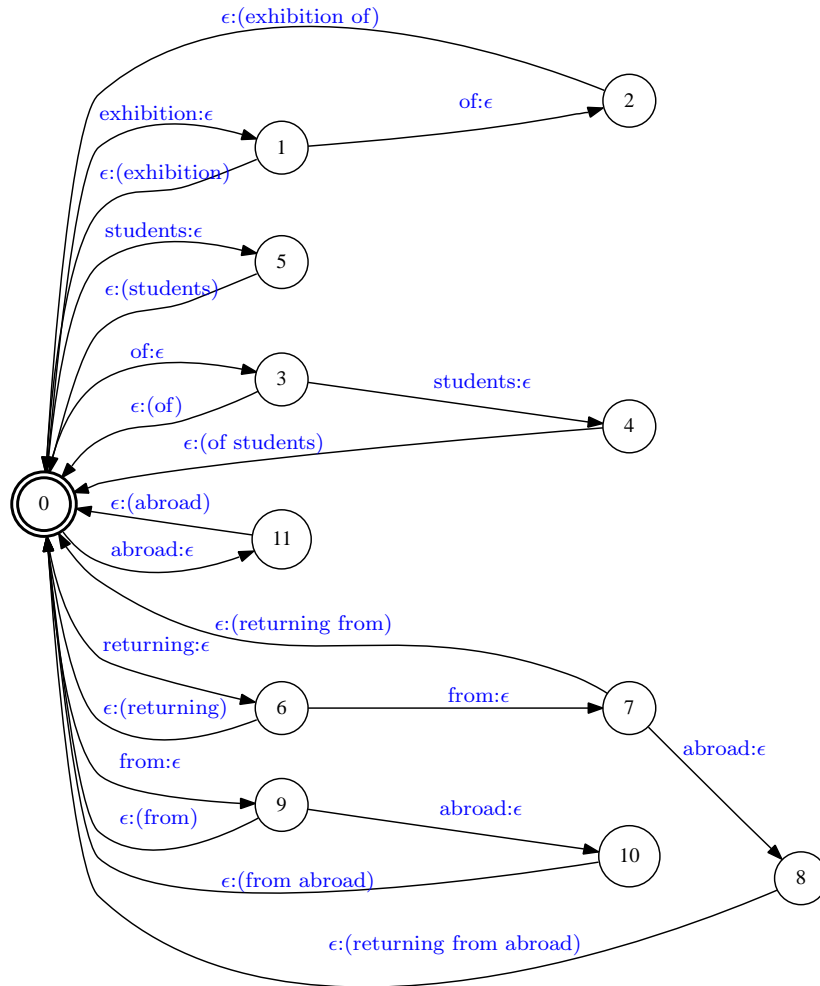 ϵ:(exhibition of)
2
exhibition:ϵ
of:ϵ
1
ϵ:(exhibition)
students:ϵ
5
ϵ:(students)
of:ϵ
3
students:ϵ
ϵ:(of)
4
ϵ:(of students)
0
ϵ:(abroad)
11
abroad:ϵ
ϵ:(returning from)
returning:ϵ
6
from:ϵ
7
ϵ:(returning)
abroad:ϵ
from:ϵ
9
abroad:ϵ
ϵ:(from)
10
8
ϵ:(from abroad)
ϵ:(returning from abroad)